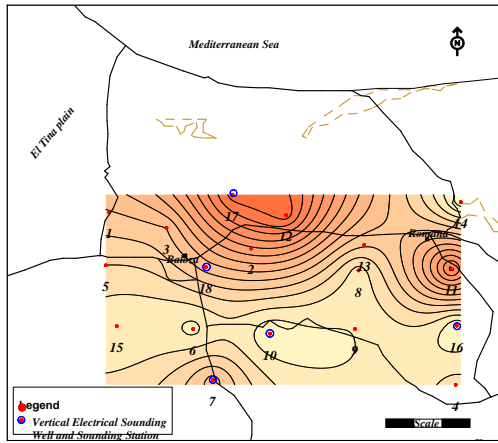 Mediterranean Sea
N
El Tina plain
17
14
12
1
3
Romana
Baloza
2
13
18
5
8
11
15
6
10
9
16
7
4
Legend
Vertical Electrical Sounding
Well and Sounding Station
Scale